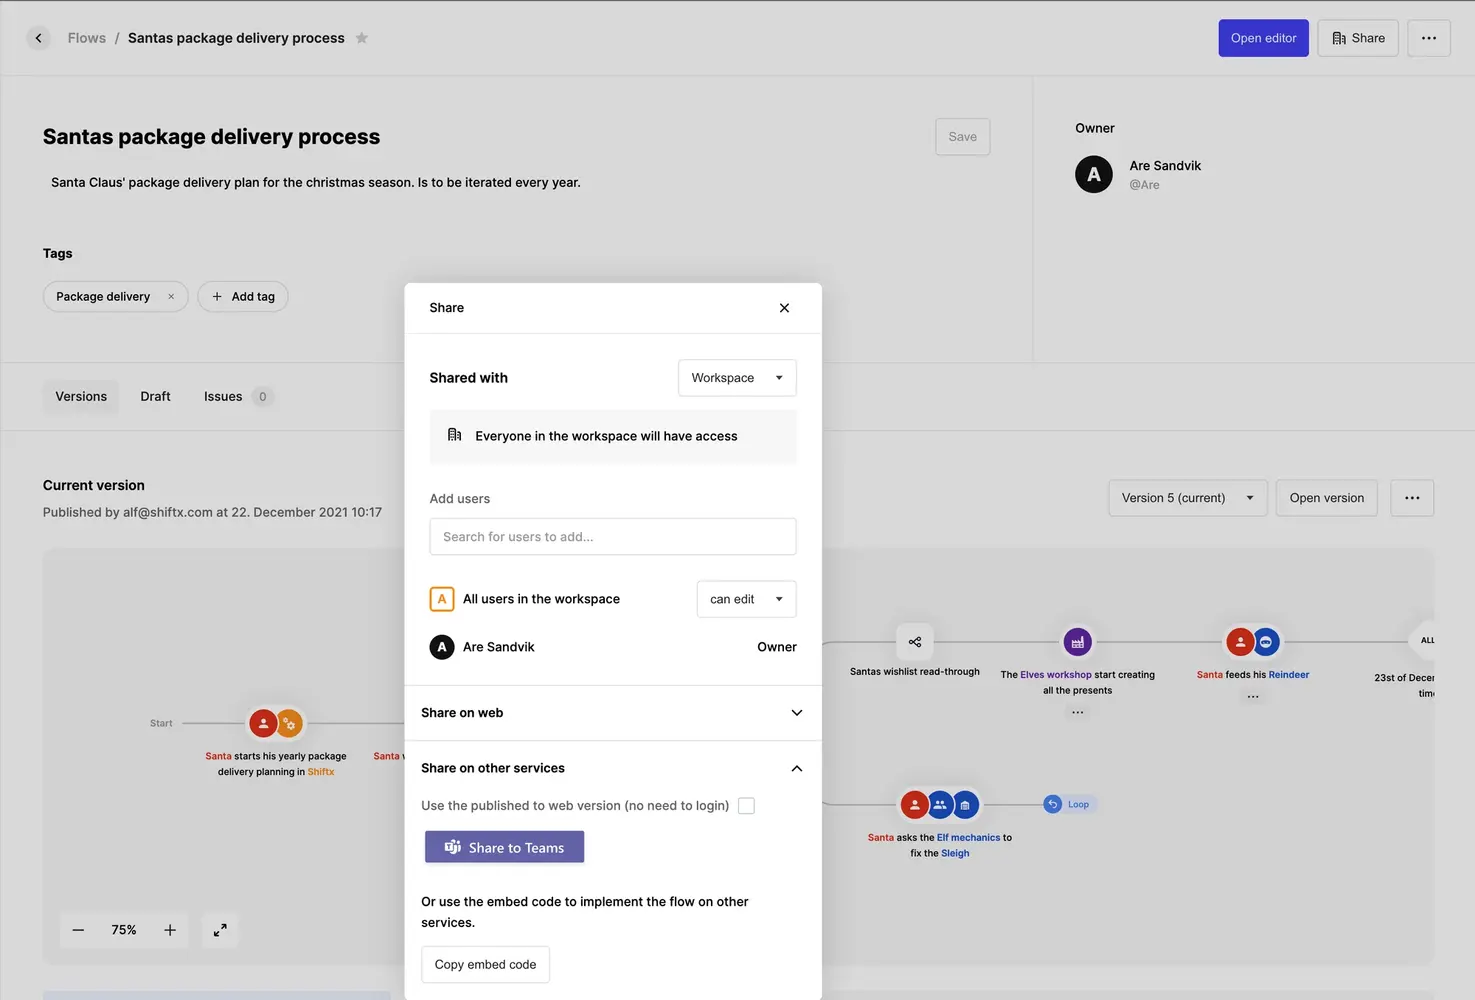 Flows / Santas package delivery process
Open editor
Share
Santas package delivery process
Save
Santa Claus' package delivery plan for the christmas season. Is to be iterated every year.
Owner
A
Are Sandvik
@Are
Tags
Package delivery ×
+ Add tag
Versions
Draft
Issues 0
Current version
Published by alf@shiftx.com at 22. December 2021 10:17
Version 5 (current)
Open version
Share
Shared with
Workspace
Everyone in the workspace will have access
Add users
Search for users to add...
A
All users in the workspace
can edit
A
Are Sandvik
Owner
Share on web
Share on other services
Use the published to web version (no need to login)
Share to Teams
Or use the embed code to implement the flow on other
services.
Copy embed code
Start
Santa starts his yearly package
delivery planning in Shiftx
Santa
Santas wishlist read-through
The Elves workshop start creating
all the presents
...
Santa feeds his Reindeer
...
ALL
23st of Decem
time
Santa asks the Elf mechanics to
fix the Sleigh
Loop
75%